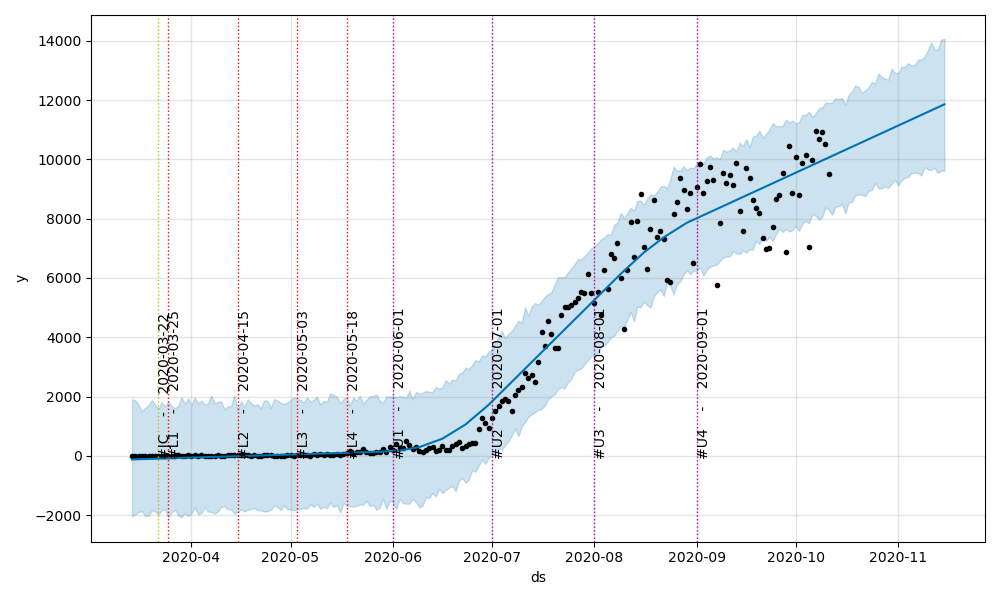 14000
12000
10000
8000
6000
4000
2000
0
−2000
y
#JC - 2020-03-22
#L1 - 2020-03-25
#L2 - 2020-04-15
#L3 - 2020-05-03
#L4 - 2020-05-18
#U1 - 2020-06-01
#U2 - 2020-07-01
#U3 - 2020-08-01
#U4 - 2020-09-01
2020-04
2020-05
2020-06
2020-07
2020-08
2020-09
2020-10
2020-11
ds